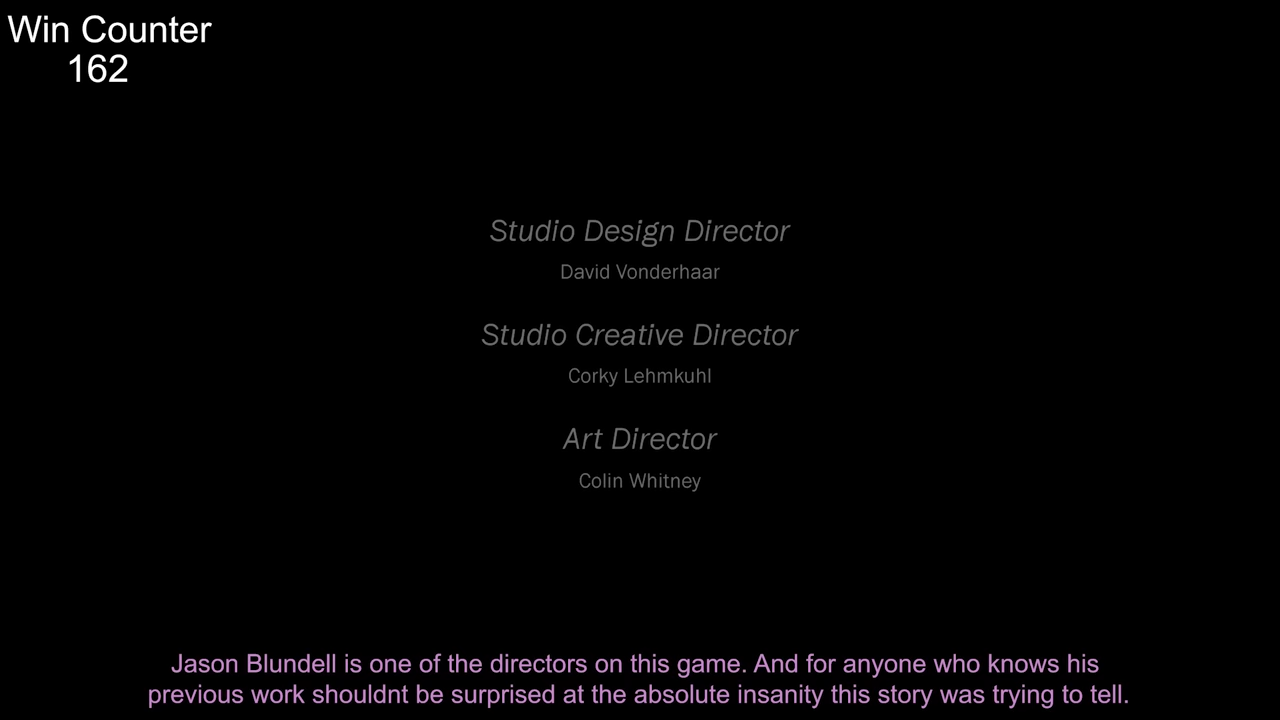 Win Counter
162
Studio Design Director
David Vonderhaar
Studio Creative Director
Corky Lehmkuhl
Art Director
Colin Whitney
Jason Blundell is one of the directors on this game. And for anyone who knows his
previous work shouldnt be surprised at the absolute insanity this story was trying to tell.